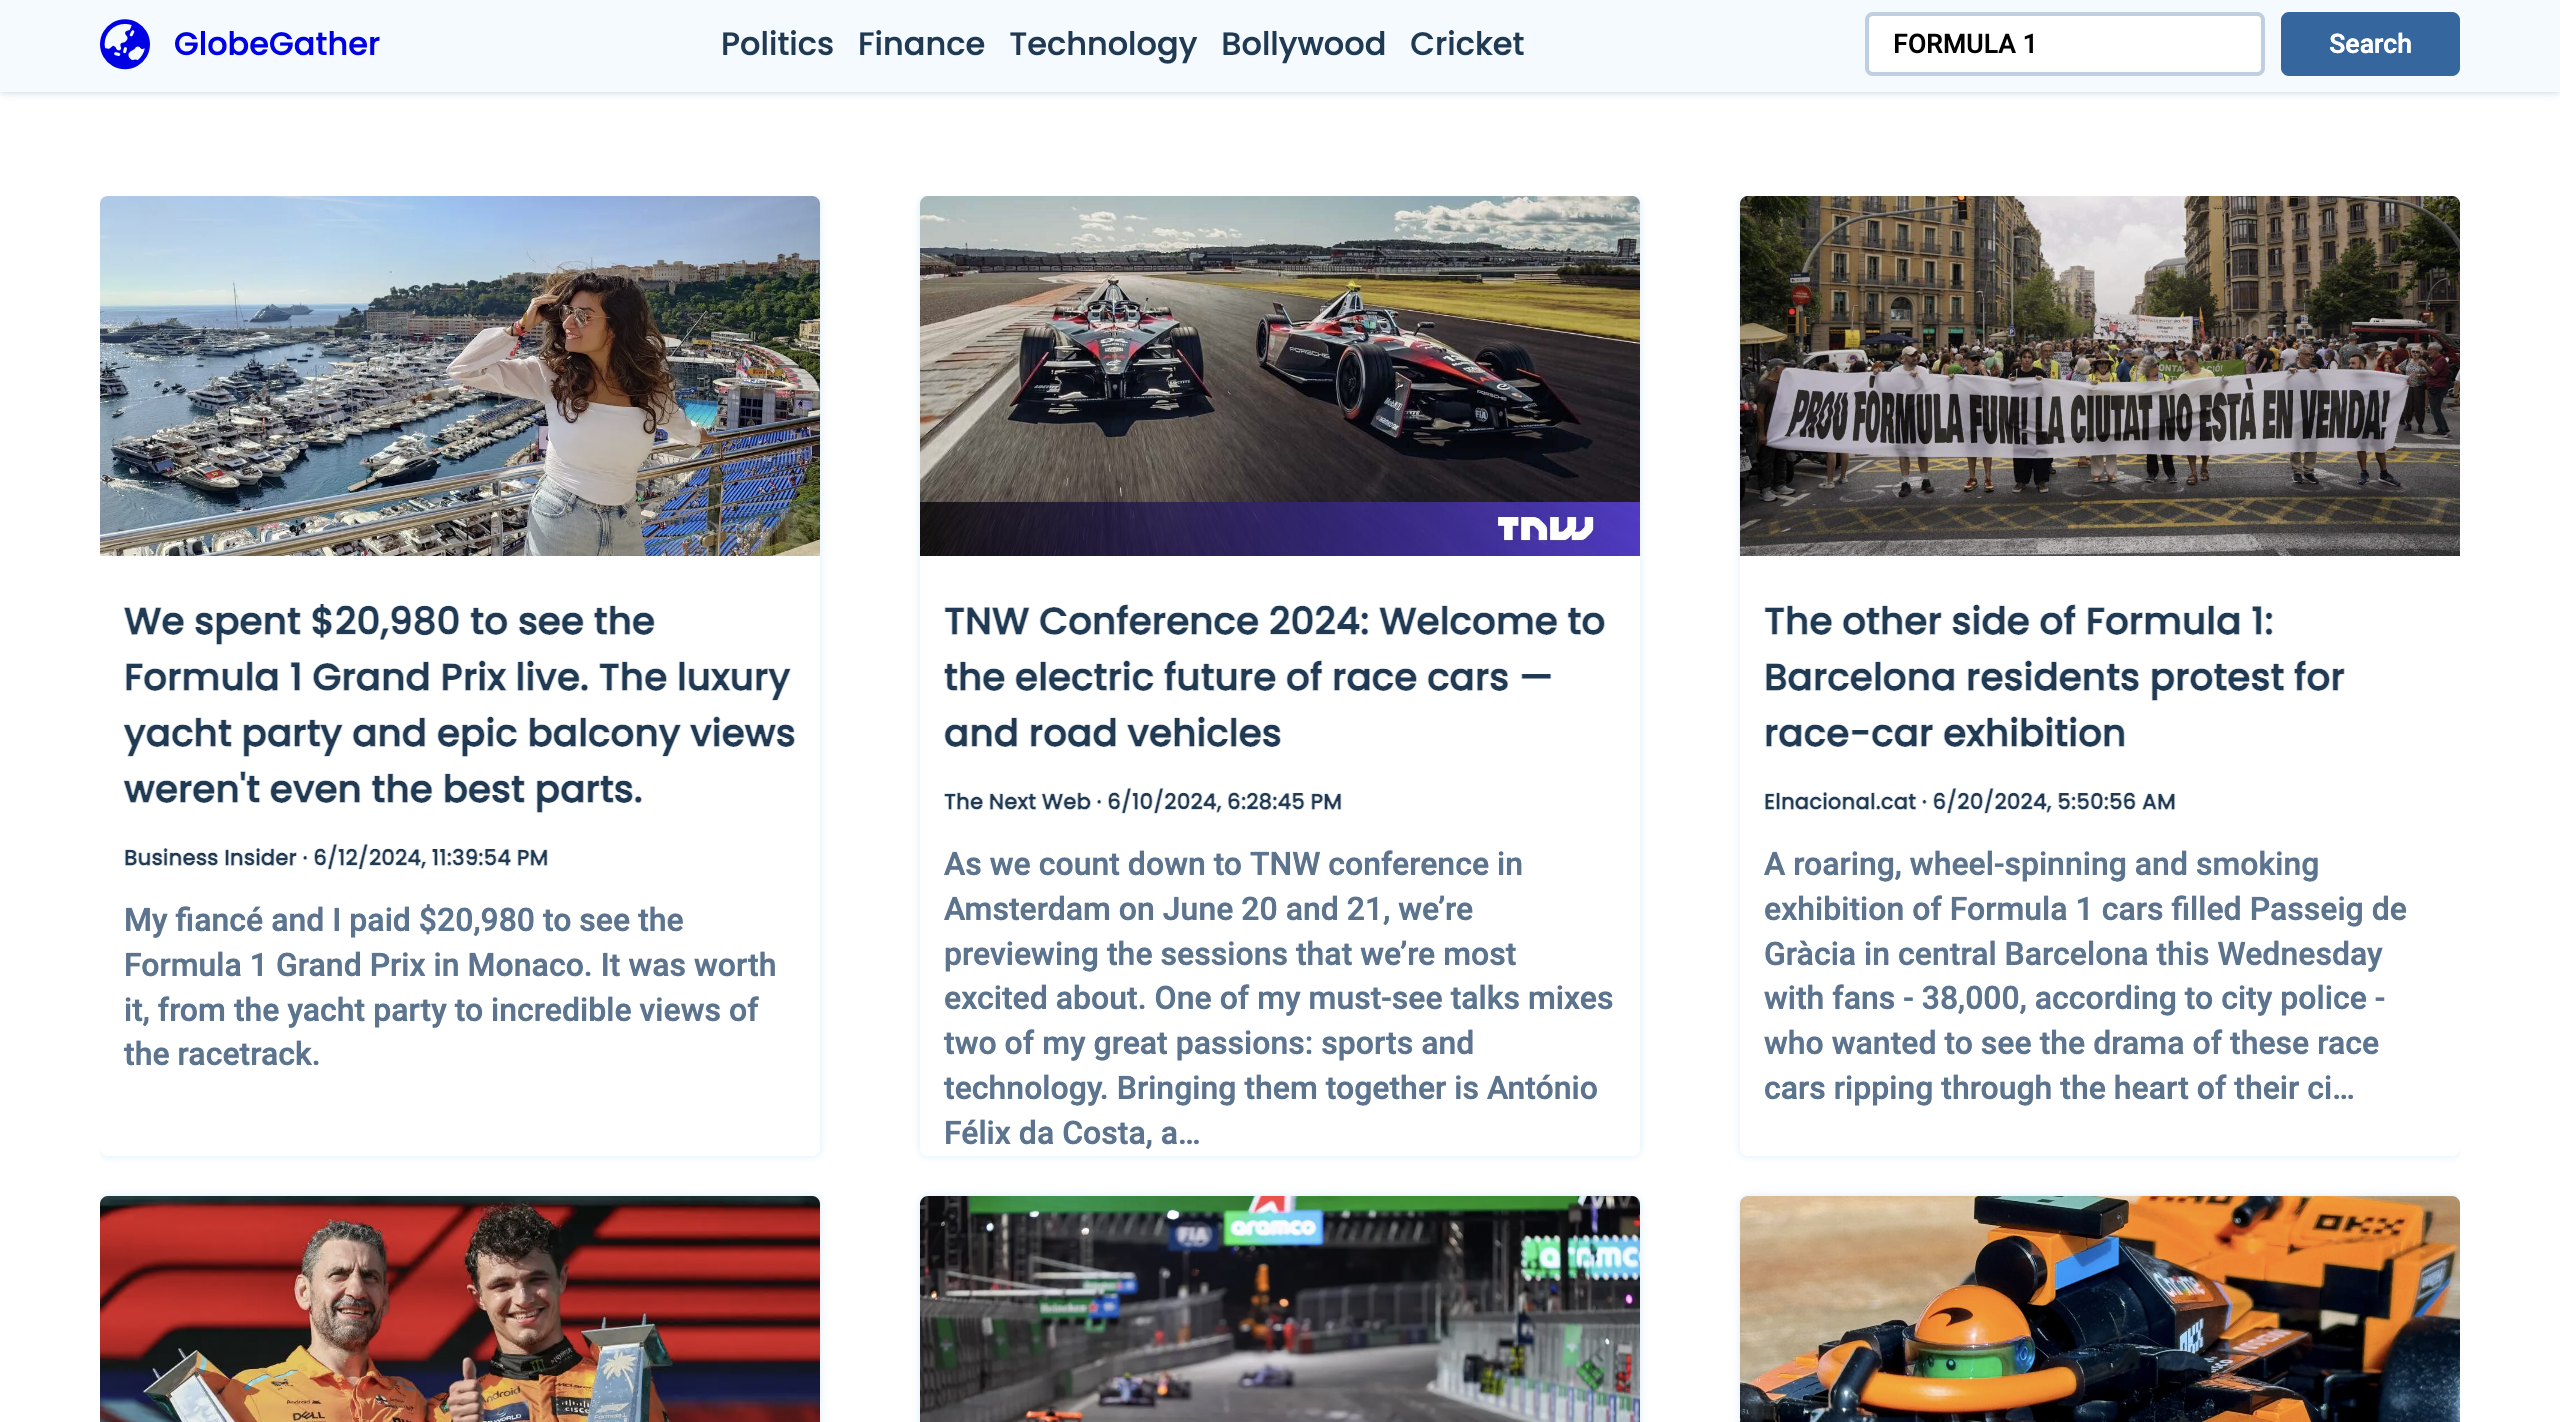 GlobeGather
Politics Finance Technology Bollywood Cricket
FORMULA 1
Search
PROU FÓRMULA FUM! LA CIUTAT NO ESTÀ EN VENDA!
PORSCHE
TNW
We spent $20,980 to see the
Formula 1 Grand Prix live. The luxury
yacht party and epic balcony views
weren't even the best parts.
Business Insider · 6/12/2024, 11:39:54 PM
My fiancé and I paid $20,980 to see the
Formula 1 Grand Prix in Monaco. It was worth
it, from the yacht party to incredible views of
the racetrack.
TNW Conference 2024: Welcome to
the electric future of race cars —
and road vehicles
The Next Web · 6/10/2024, 6:28:45 PM
As we count down to TNW conference in
Amsterdam on June 20 and 21, we’re
previewing the sessions that we’re most
excited about. One of my must-see talks mixes
two of my great passions: sports and
technology. Bringing them together is António
Félix da Costa, a…
The other side of Formula 1:
Barcelona residents protest for
race-car exhibition
Elnacional.cat · 6/20/2024, 5:50:56 AM
A roaring, wheel-spinning and smoking
exhibition of Formula 1 cars filled Passeig de
Gràcia in central Barcelona this Wednesday
with fans - 38,000, according to city police -
who wanted to see the drama of these race
cars ripping through the heart of their ci…
android
DELL
CISCO
FIA
aramco
OKX